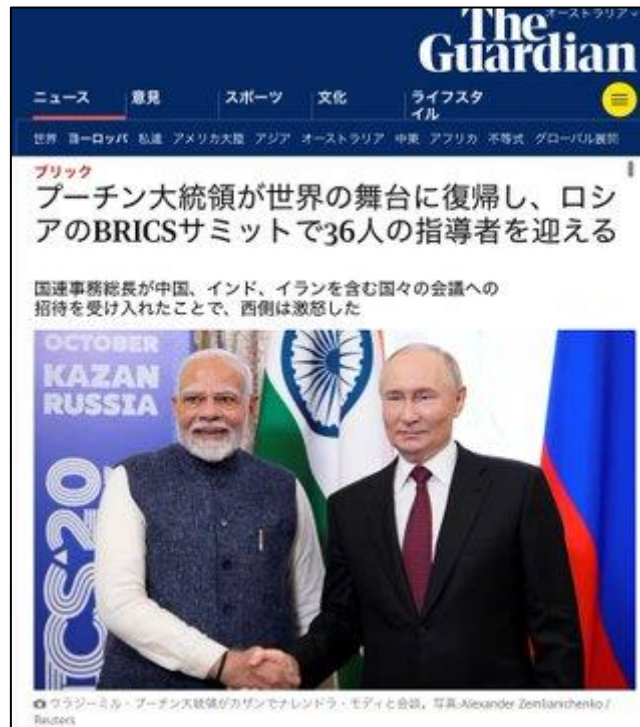 オーストラリア
The
Guardian
ニュース 意見 スポーツ 文化 ライフスタ
イル
世界 ヨーロッパ 私達 アメリカ大陸 アジア オーストラリア 中東 アフリカ 不等式 グローバル展開
ブリック
プーチン大統領が世界の舞台に復帰し、ロシ
アのBRICSサミットで36人の指導者を迎える
国連事務総長が中国、インド、イランを含む国々の会議への
招待を受け入れたことで、西側は激怒した
OCTOBER
KAZAN
RUSSIA
ICS20
ウラジーミル・プーチン大統領がカザンでナレンドラ・モディと会談。写真:Alexander Zemlianichenko /
Reuters